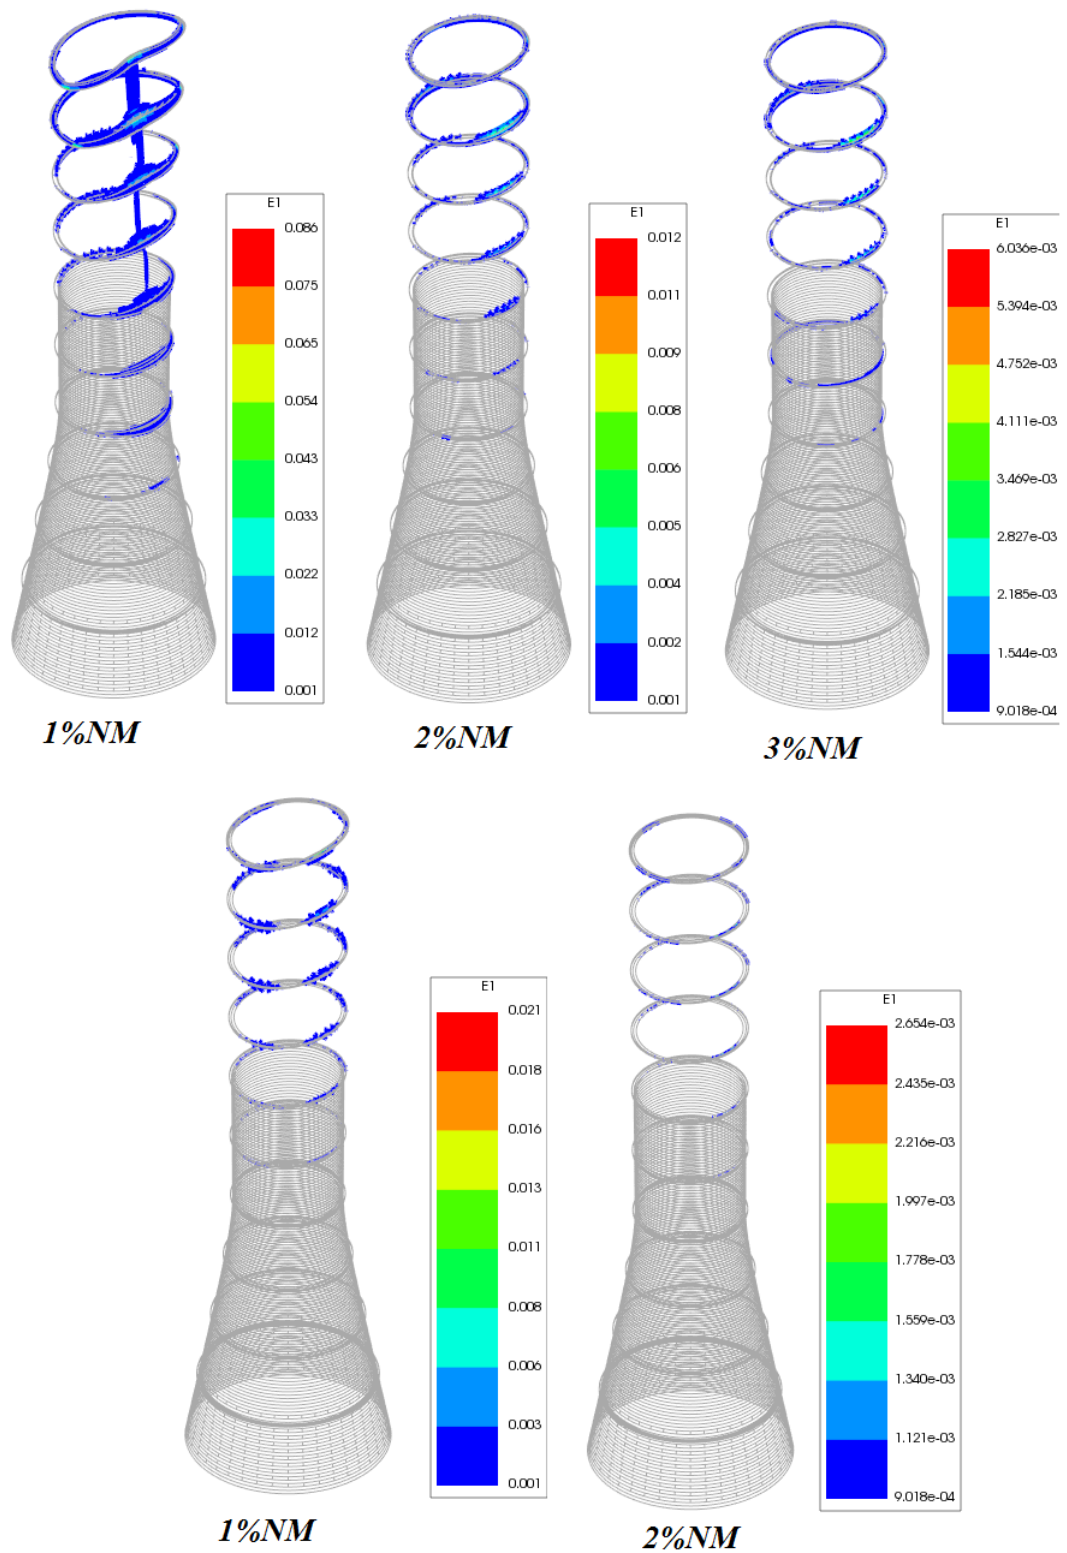 E1
0.086
0.075
0.065
0.054
0.043
0.033
0.022
0.012
0.001
1%NM
E1
0.012
0.011
0.009
0.008
0.006
0.005
0.004
0.002
0.001
2%NM
E1
6.036e-03
5.394e-03
4.752e-03
4.111e-03
3.469e-03
2.827e-03
2.185e-03
1.544e-03
9.018e-04
3%NM
E1
0.021
0.018
0.016
0.013
0.011
0.008
0.006
0.003
0.001
1%NM
E1
2.654e-03
2.435e-03
2.216e-03
1.997e-03
1.778e-03
1.559e-03
1.340e-03
1.121e-03
9.018e-04
2%NM